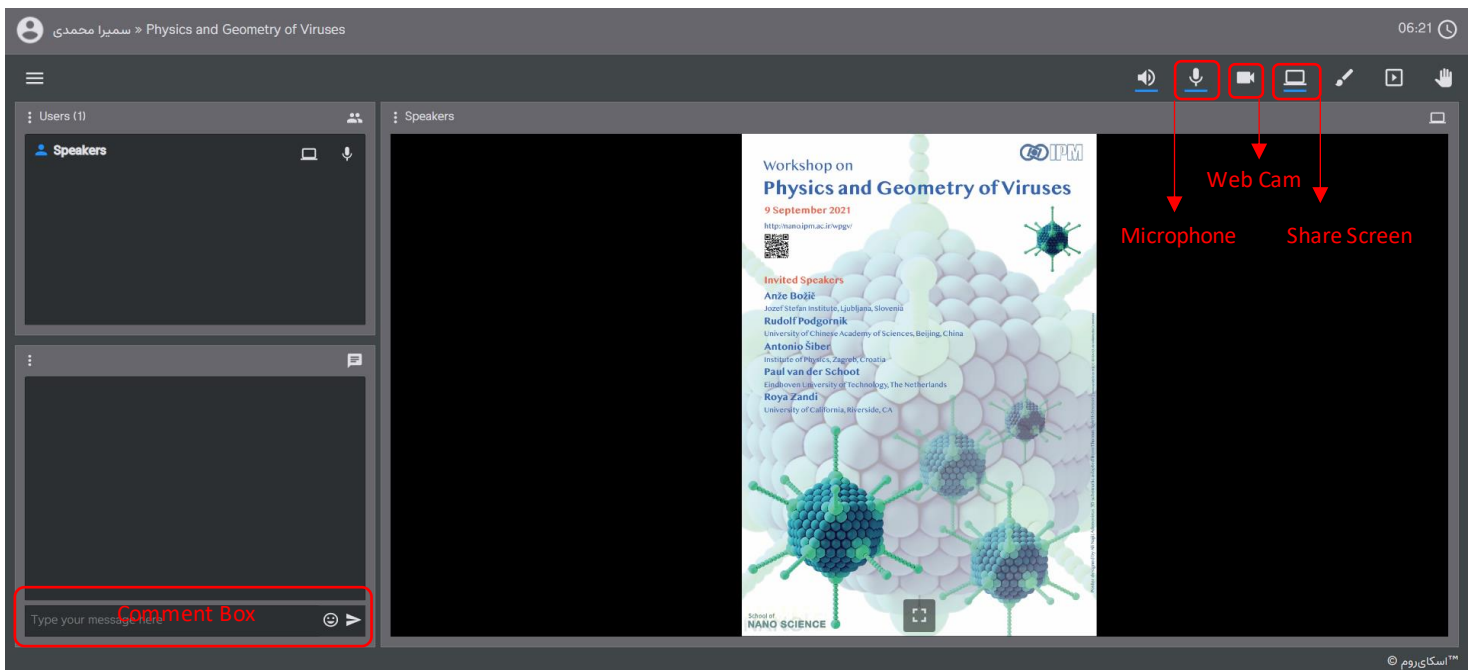 سمیرا محمدی » Physics and Geometry of Viruses
06:21
Users (1)
Speakers
Speakers
Web Cam
Microphone
Share Screen
IPM
Workshop on
Physics and Geometry of Viruses
9 September 2021
http://nano.ipm.ac.ir/wpgv/
Invited Speakers
Anže Božič
Jozef Stefan Institute, Ljubljana, Slovenia
Rudolf Podgornik
University of Chinese Academy of Sciences, Beijing, China
Antonio Šiber
Institute of Physics, Zagreb, Croatia
Paul van der Schoot
Eindhoven University of Technology, The Netherlands
Roya Zandi
University of California, Riverside, CA
School of
NANO SCIENCE
Type your message here
Comment Box
™اسکای‌روم ©